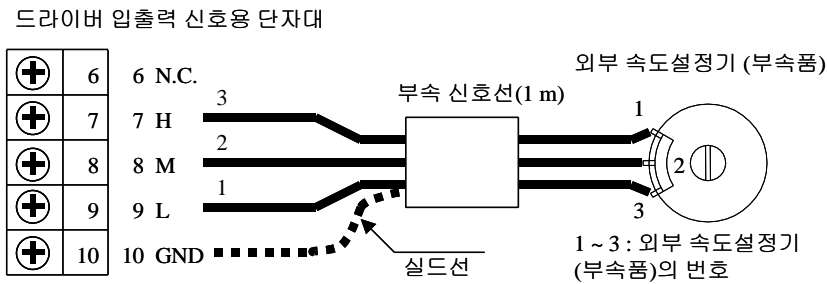 드라이버 입출력 신호용 단자대
외부 속도설정기 (부속품)
부속 신호선(1 m)
6 6 N.C.
7 7 H 3
8 8 M 2
9 9 L 1
10 10 GND
1
2
3
실드선
1 ~ 3 : 외부 속도설정기
(부속품)의 번호